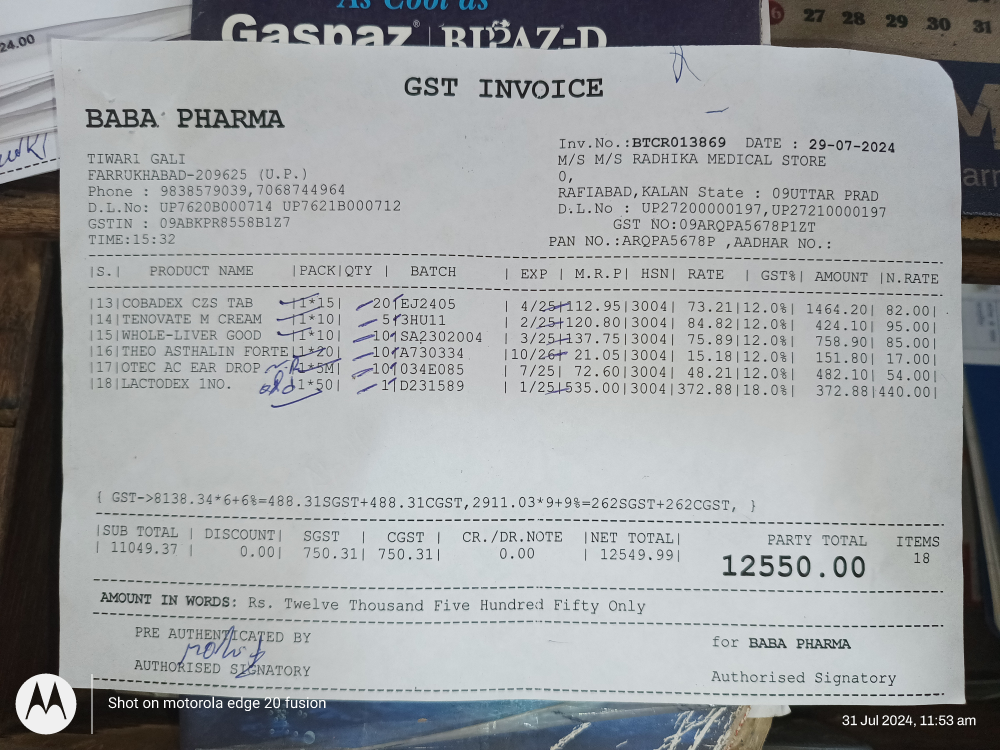 As Cool as
Gaspaz®
24.00
27 28 29 30 31
GST INVOICE
BABA PHARMA
TIWARI GALI
FARRUKHABAD-209625 (U.P.)
Phone : 9838579039,7068744964
D.L.No: UP7620B000714 UP7621B000712
GSTIN : 09ABKPR8558B1Z7
TIME:15:32
Inv.No.:BTCR013869 DATE : 29-07-2024
M/S M/S RADHIKA MEDICAL STORE
0,
RAFIABAD,KALAN State : 09UTTAR PRAD
D.L.No : UP27200000197,UP27210000197
GST NO:09ARQPA5678P1ZT
PAN NO.:ARQPA5678P ,AADHAR NO.:
|S.| PRODUCT NAME |PACK|QTY | BATCH | EXP | M.R.P| HSN| RATE | GST%| AMOUNT |N.RATE
|13|COBADEX CZS TAB |1*15| 20|EJ2405 | 4/25|112.95|3004| 73.21|12.0%| 1464.20| 82.00|
|14|TENOVATE M CREAM |1*10| 5|3HU11 | 2/25|120.80|3004| 84.82|12.0%| 424.10| 95.00|
|15|WHOLE-LIVER GOOD |1*10| 10|SA2302004 | 3/25|137.75|3004| 75.89|12.0%| 758.90| 85.00|
|16|THEO ASTHALIN FORTE|1*20| 10|A730334 |10/26| 21.05|3004| 15.18|12.0%| 151.80| 17.00|
|17|OTEC AC EAR DROP |1*5M| 10|034E085 | 7/25| 72.60|3004| 48.21|12.0%| 482.10| 54.00|
|18|LACTODEX 1NO. |1*50| 1|D231589 | 1/25|535.00|3004|372.88|18.0%| 372.88|440.00|
{ GST->8138.34*6+6%=488.31SGST+488.31CGST,2911.03*9+9%=262SGST+262CGST, }
|SUB TOTAL | DISCOUNT| SGST | CGST | CR./DR.NOTE |NET TOTAL| PARTY TOTAL ITEMS
| 11049.37 | 0.00| 750.31| 750.31| 0.00 | 12549.99| 12550.00 18
AMOUNT IN WORDS: Rs. Twelve Thousand Five Hundred Fifty Only
PRE AUTHENTICATED BY
AUTHORISED SIGNATORY
for BABA PHARMA
Authorised Signatory
Shot on motorola edge 20 fusion
31 Jul 2024, 11:53 am